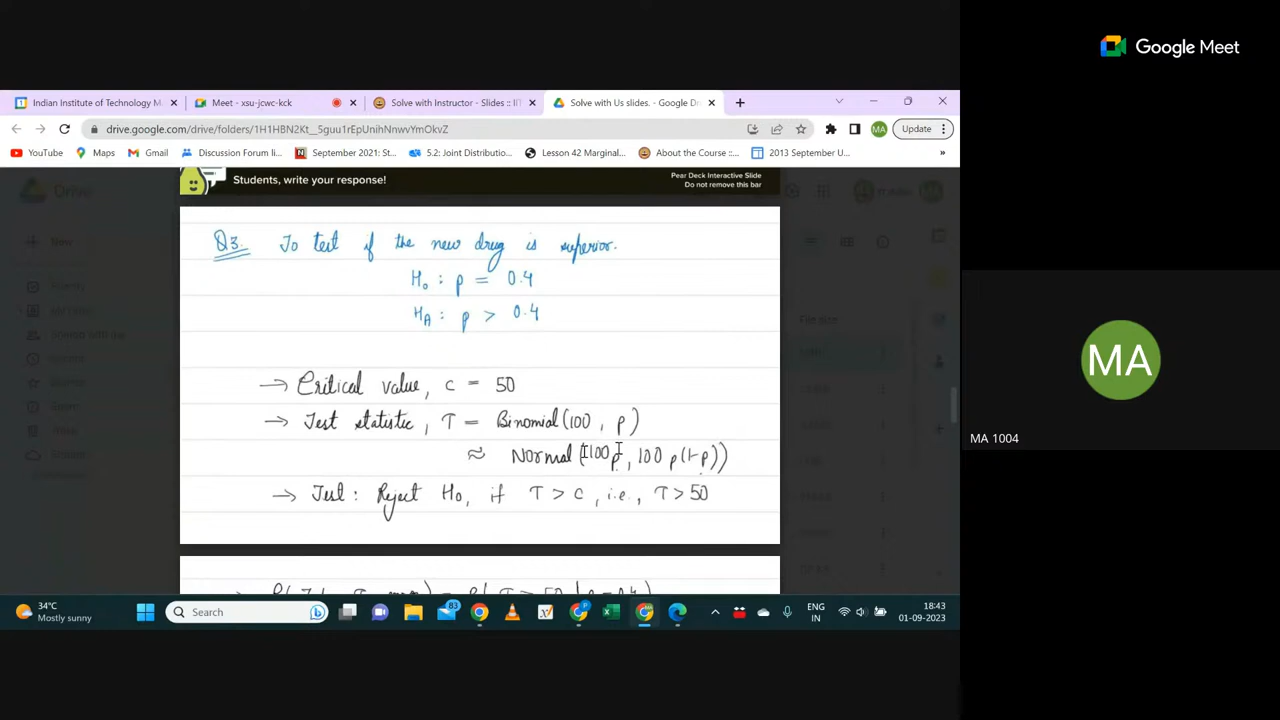 Google Meet
Indian Institute of Technology M
Meet - xsu-jcwc-kck
Solve with Instructor - Slides :: IIT
Solve with Us slides. - Google Dr
drive.google.com/drive/folders/1H1HBN2Kt__5guu1rEpUnihNnwvYmOkvZ
MA
Update
YouTube
Maps
Gmail
Discussion Forum li...
September 2021: St...
5.2: Joint Distributio...
Lesson 42 Marginal...
About the Course ::...
2013 September U...
»
Students, write your response!
Pear Deck Interactive Slide
Do not remove this bar
Q3. To test if the new drug is superior.
H₀ : p = 0.4
H_A : p > 0.4
→ Critical value, c = 50
→ Test statistic, T = Binomial(100, p)
≈ Normal(100p, 100 p(1-p))
→ Test : Reject H₀, if T > c, i.e., T > 50
MA
MA 1004
34°C
Mostly sunny
Search
83
ENG
IN
18:43
01-09-2023